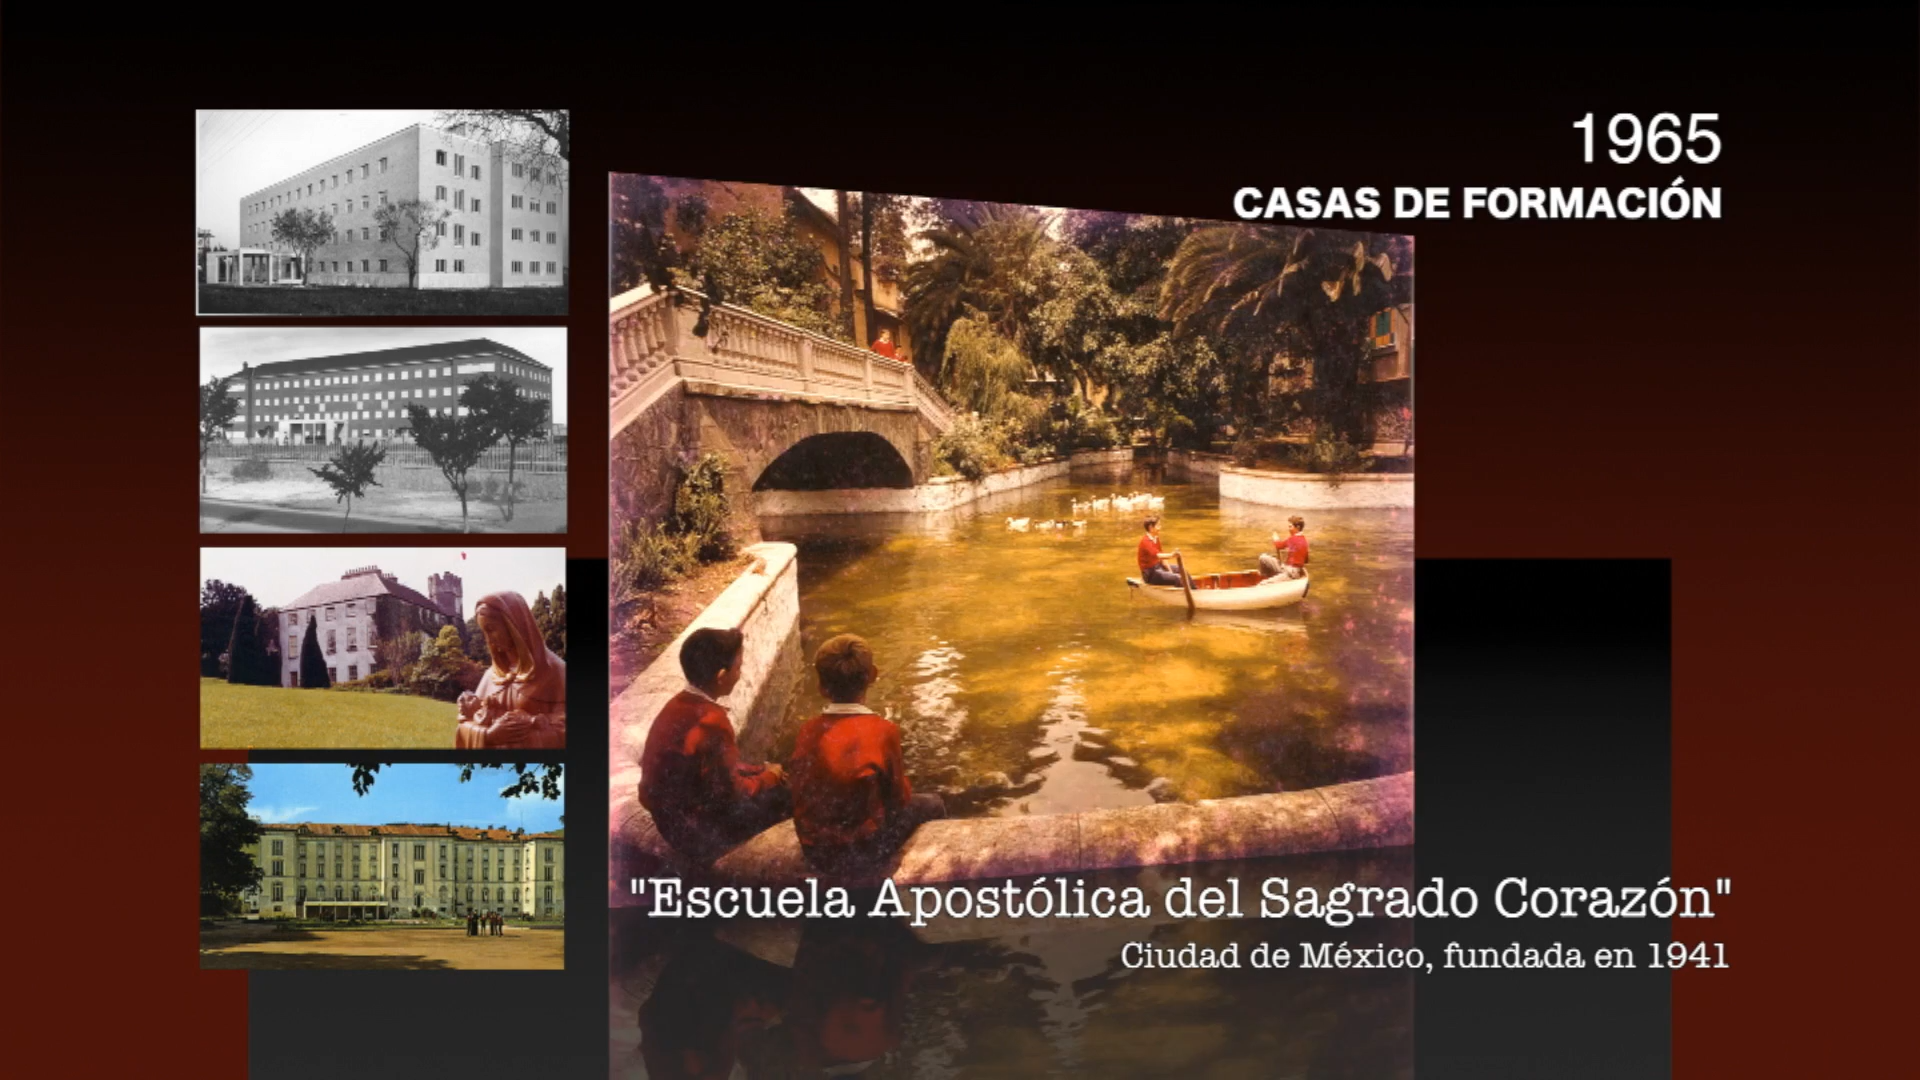 1965
CASAS DE FORMACIÓN
"Escuela Apostólica del Sagrado Corazón"
Ciudad de México, fundada en 1941